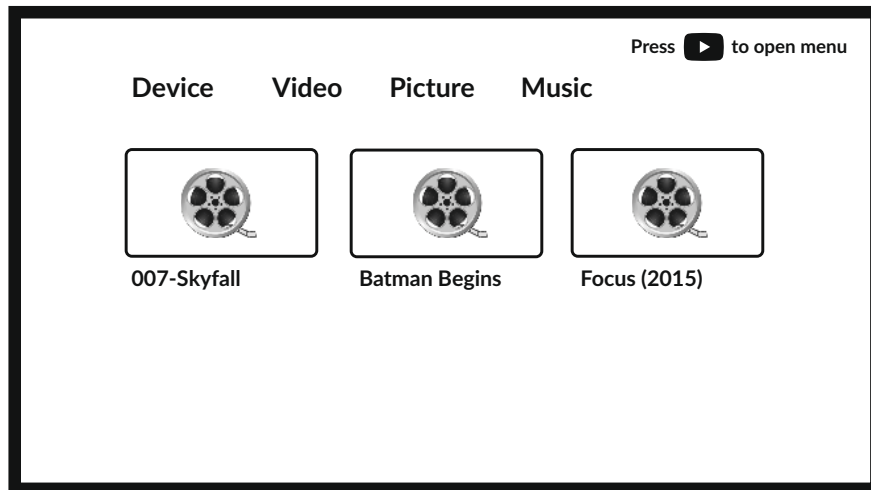 Press to open menu
Device Video Picture Music
007-Skyfall Batman Begins Focus (2015)